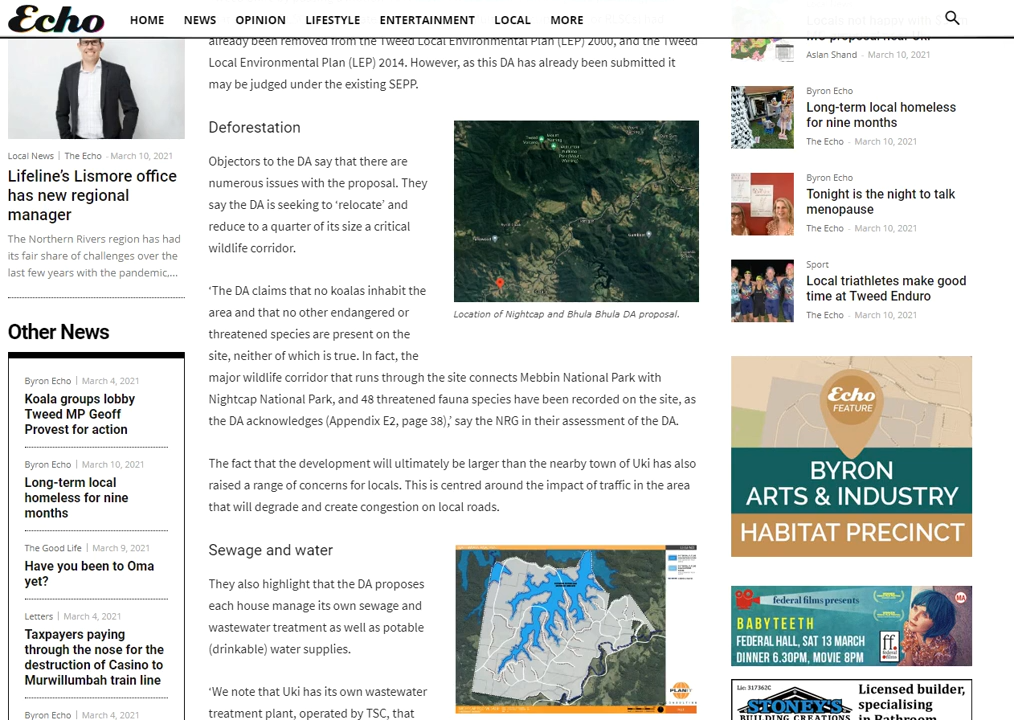 Echo
HOME NEWS OPINION LIFESTYLE ENTERTAINMENT LOCAL MORE
Local News | The Echo - March 10, 2021
Lifeline's Lismore office
has new regional
manager
The Northern Rivers region has had
its fair share of challenges over the
last few years with the pandemic,...
Other News
Byron Echo | March 4, 2021
Koala groups lobby
Tweed MP Geoff
Provest for action
Byron Echo | March 10, 2021
Long-term local
homeless for nine
months
The Good Life | March 9, 2021
Have you been to Oma
yet?
Letters | March 4, 2021
Taxpayers paying
through the nose for the
destruction of Casino to
Murwillumbah train line
Byron Echo | March 4, 2021
already been removed from the Tweed Local Environmental Plan (LEP) 2000, and the Tweed
Local Environmental Plan (LEP) 2014. However, as this DA has already been submitted it
may be judged under the existing SEPP.
Deforestation
Objectors to the DA say that there are
numerous issues with the proposal. They
say the DA is seeking to ‘relocate’ and
reduce to a quarter of its size a critical
wildlife corridor.
Location of Nightcap and Bhula Bhula DA proposal.
‘The DA claims that no koalas inhabit the
area and that no other endangered or
threatened species are present on the
site, neither of which is true. In fact, the
major wildlife corridor that runs through the site connects Mebbin National Park with
Nightcap National Park, and 48 threatened fauna species have been recorded on the site, as
the DA acknowledges (Appendix E2, page 38),’ say the NRG in their assessment of the DA.
The fact that the development will ultimately be larger than the nearby town of Uki has also
raised a range of concerns for locals. This is centred around the impact of traffic in the area
that will degrade and create congestion on local roads.
Sewage and water
They also highlight that the DA proposes
each house manage its own sewage and
wastewater treatment as well as potable
(drinkable) water supplies.
‘We note that Uki has its own wastewater
treatment plant, operated by TSC, that
PLANIT
CONSULTING
Locals not happy with
Aslan Shand - March 10, 2021
Byron Echo
Long-term local homeless
for nine months
The Echo - March 10, 2021
Byron Echo
Tonight is the night to talk
menopause
The Echo - March 10, 2021
Sport
Local triathletes make good
time at Tweed Enduro
The Echo - March 10, 2021
Echo
FEATURE
BYRON
ARTS & INDUSTRY
HABITAT PRECINCT
federal films presents
MA
BABYTEETH
FEDERAL HALL, SAT 13 MARCH
DINNER 6.30PM, MOVIE 8PM
ff.
Lic: 317362C
STONEY'S
BUILDING CREATIONS
Licensed builder,
specialising
in Bathroom